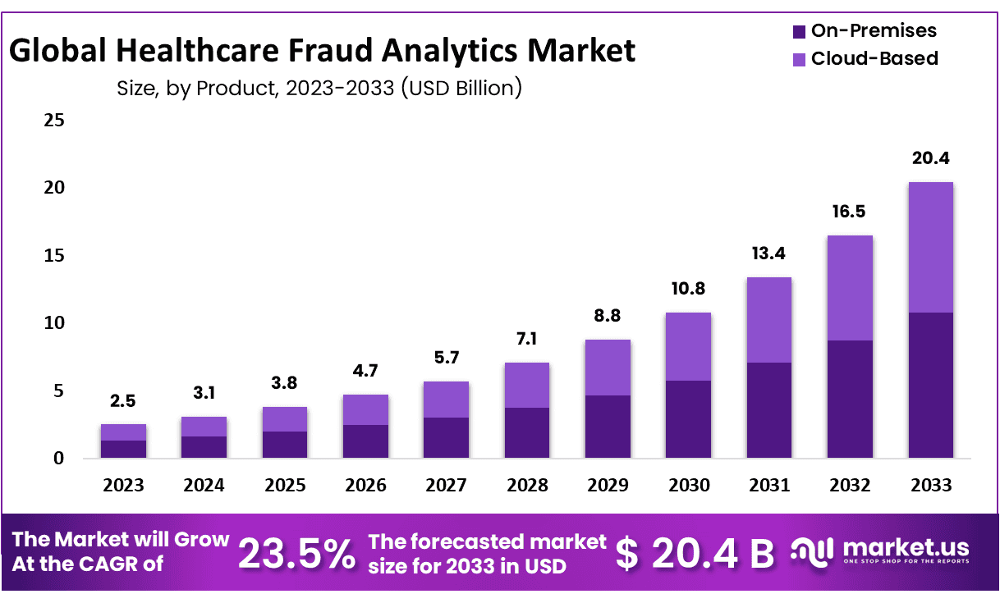 Global Healthcare Fraud Analytics Market
Size, by Product, 2023-2033 (USD Billion)
On-Premises
Cloud-Based
25
20
15
10
5
0
2.5
3.1
3.8
4.7
5.7
7.1
8.8
10.8
13.4
16.5
20.4
2023
2024
2025
2026
2027
2028
2029
2030
2031
2032
2033
The Market will Grow
At the CAGR of
23.5%
The forecasted market
size for 2033 in USD
$ 20.4 B
market.us
ONE STOP SHOP FOR THE REPORTS